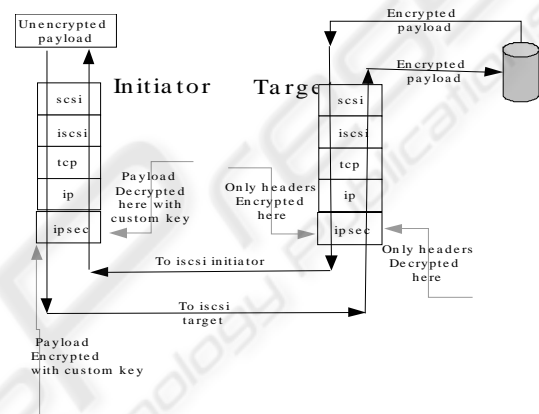 Unencrypted
payload
Encrypted
payload
Encrypted
payload
Initiator
Targe
scsi
iscsi
tcp
ip
ipsec
scsi
iscsi
tcp
ip
ipsec
Payload
Decrypted
here with
custom key
Only headers
Encrypted
here
Only headers
Decrypted
here
To iscsi initiator
To iscsi
target
Payload
Encrypted
with custom key
nology Publications